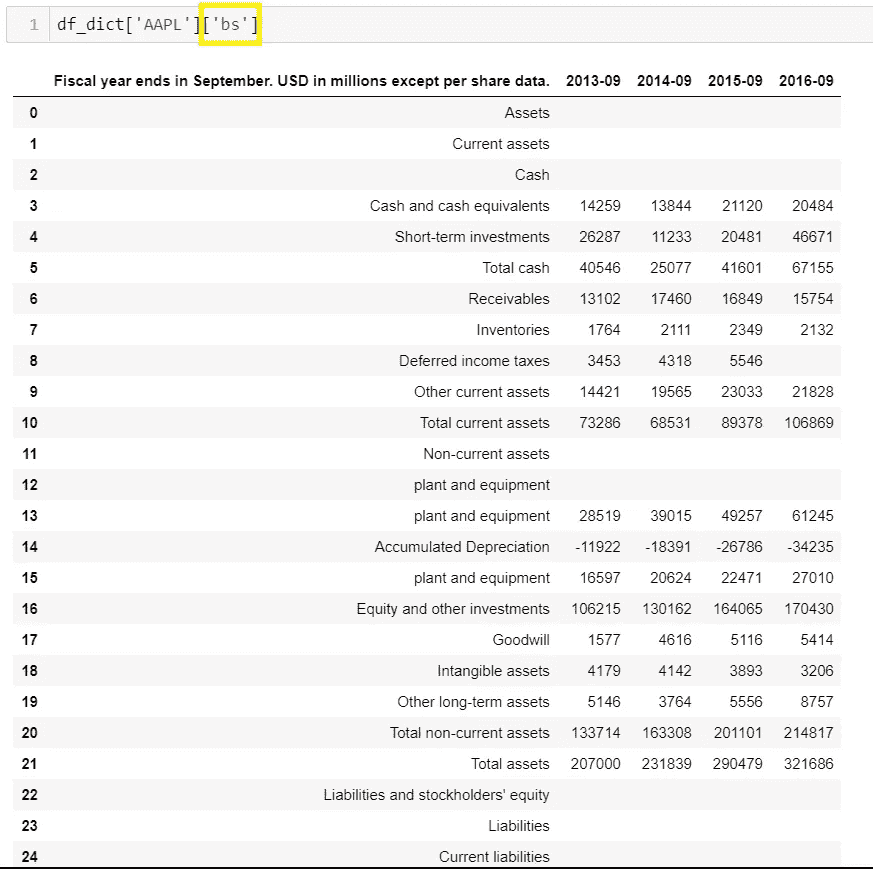 1 df_dict['AAPL']['bs']
Fiscal year ends in September. USD in millions except per share data. 2013-09 2014-09 2015-09 2016-09
0 Assets
1 Current assets
2 Cash
3 Cash and cash equivalents 14259 13844 21120 20484
4 Short-term investments 26287 11233 20481 46671
5 Total cash 40546 25077 41601 67155
6 Receivables 13102 17460 16849 15754
7 Inventories 1764 2111 2349 2132
8 Deferred income taxes 3453 4318 5546
9 Other current assets 14421 19565 23033 21828
10 Total current assets 73286 68531 89378 106869
11 Non-current assets
12 plant and equipment
13 plant and equipment 28519 39015 49257 61245
14 Accumulated Depreciation -11922 -18391 -26786 -34235
15 plant and equipment 16597 20624 22471 27010
16 Equity and other investments 106215 130162 164065 170430
17 Goodwill 1577 4616 5116 5414
18 Intangible assets 4179 4142 3893 3206
19 Other long-term assets 5146 3764 5556 8757
20 Total non-current assets 133714 163308 201101 214817
21 Total assets 207000 231839 290479 321686
22 Liabilities and stockholders' equity
23 Liabilities
24 Current liabilities